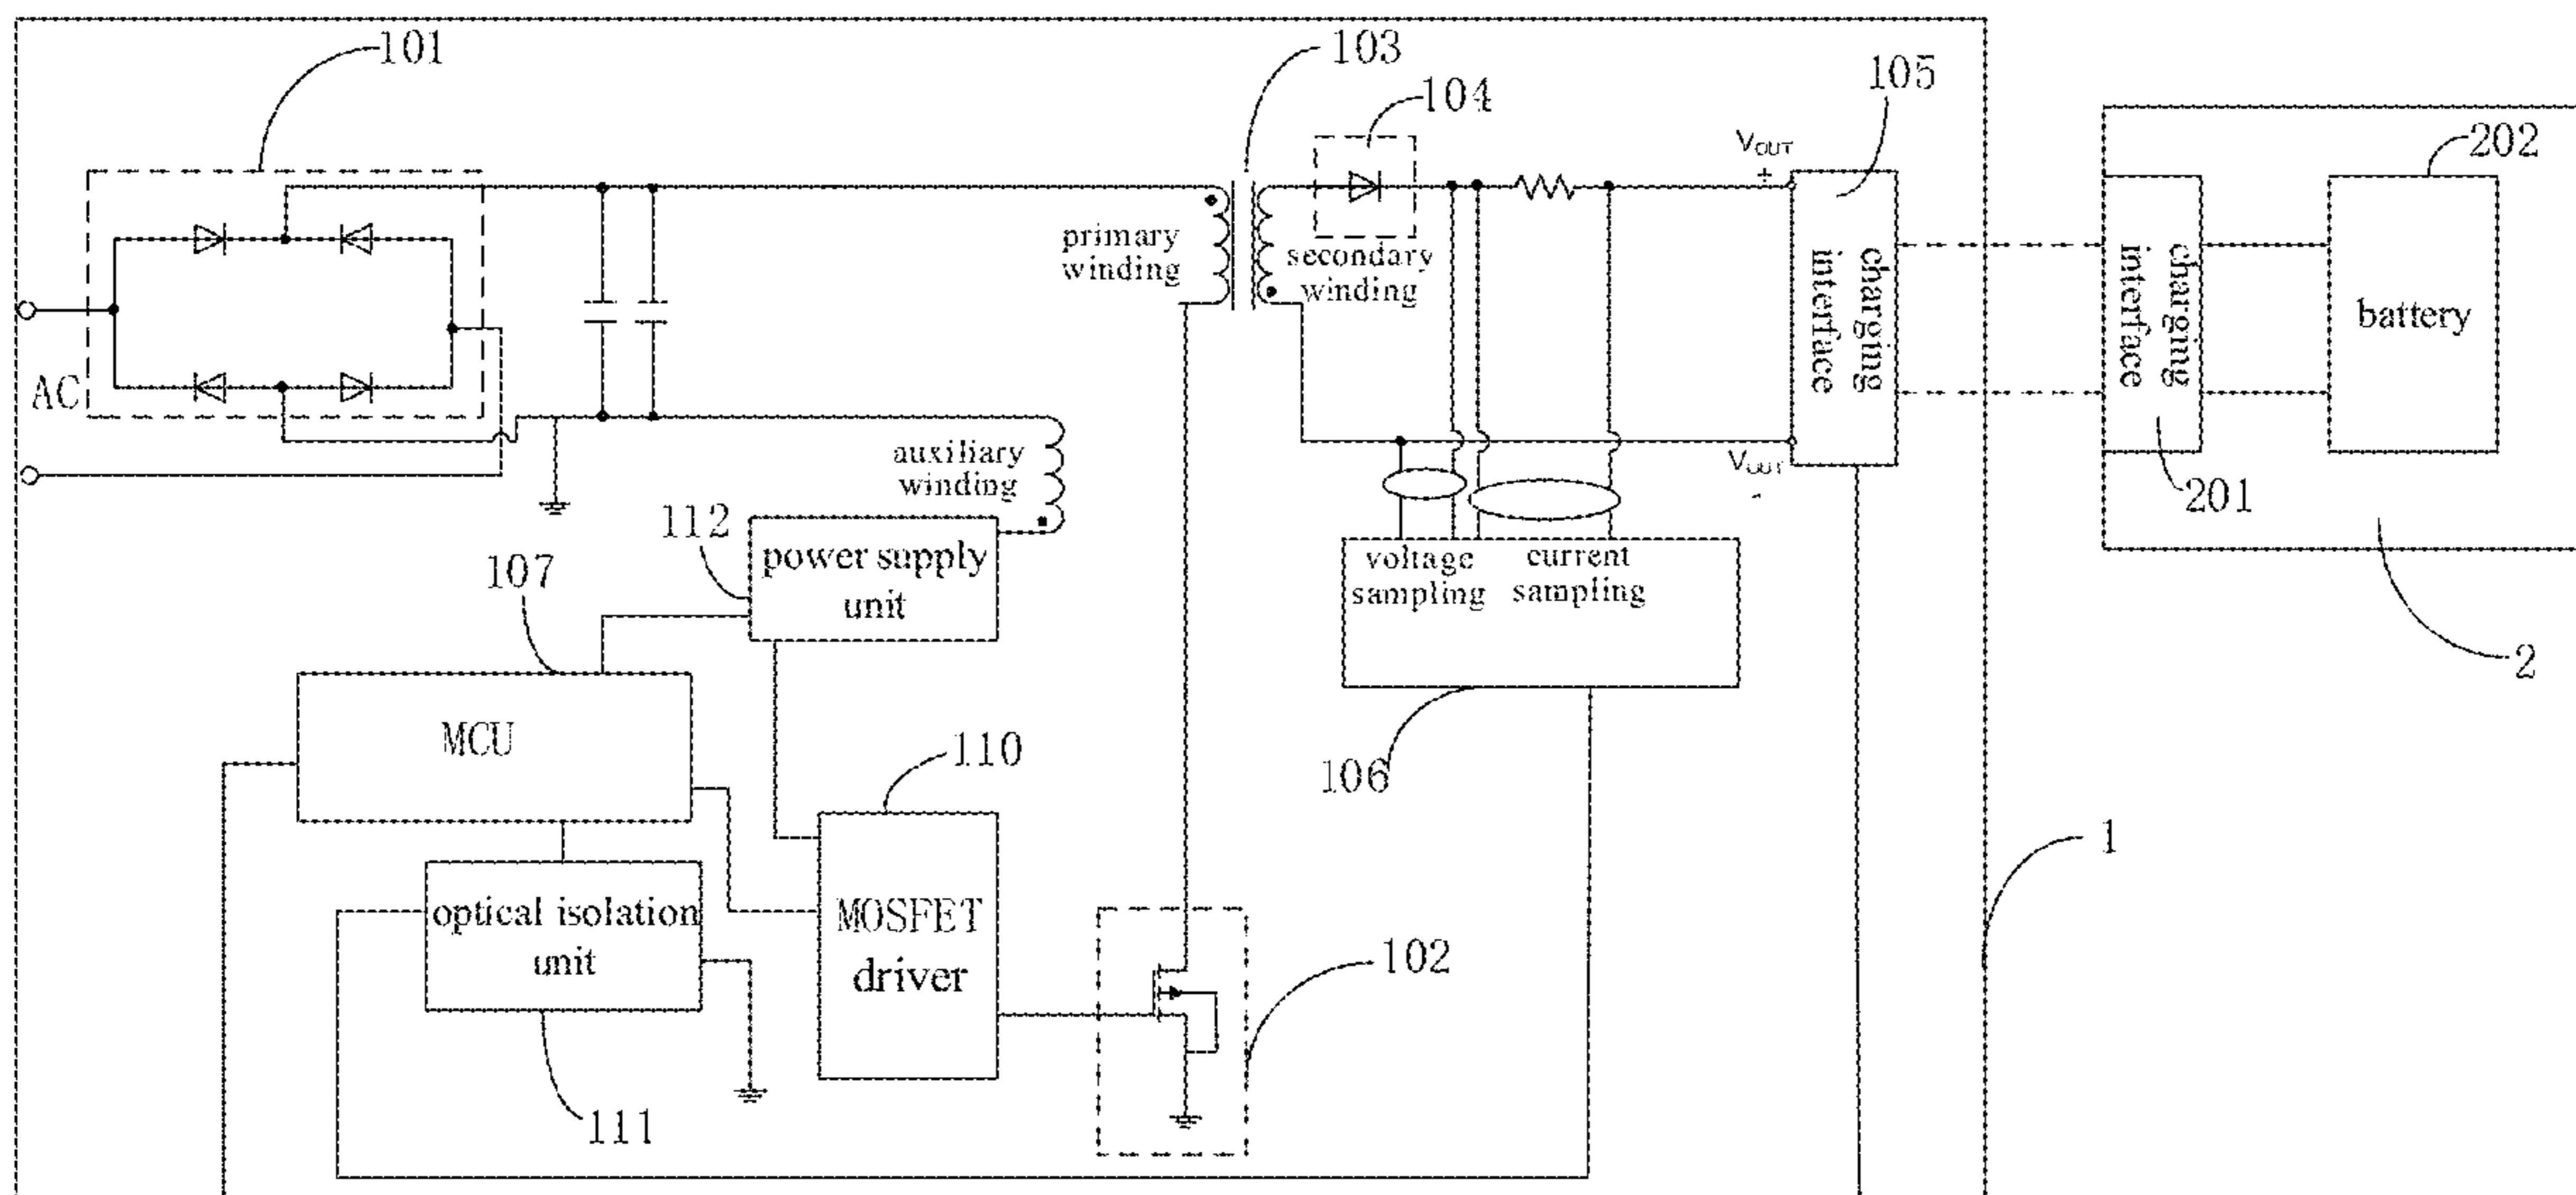 101
103
105
104
202
VOUT
+
primary
winding
secondary
winding
charging
interface
charging
interface
battery
AC
auxiliary
winding
VOUT
-
201
112
power supply
unit
voltage
sampling
current
sampling
107
2
MCU
110
106
1
optical isolation
unit
MOSFET
driver
102
111